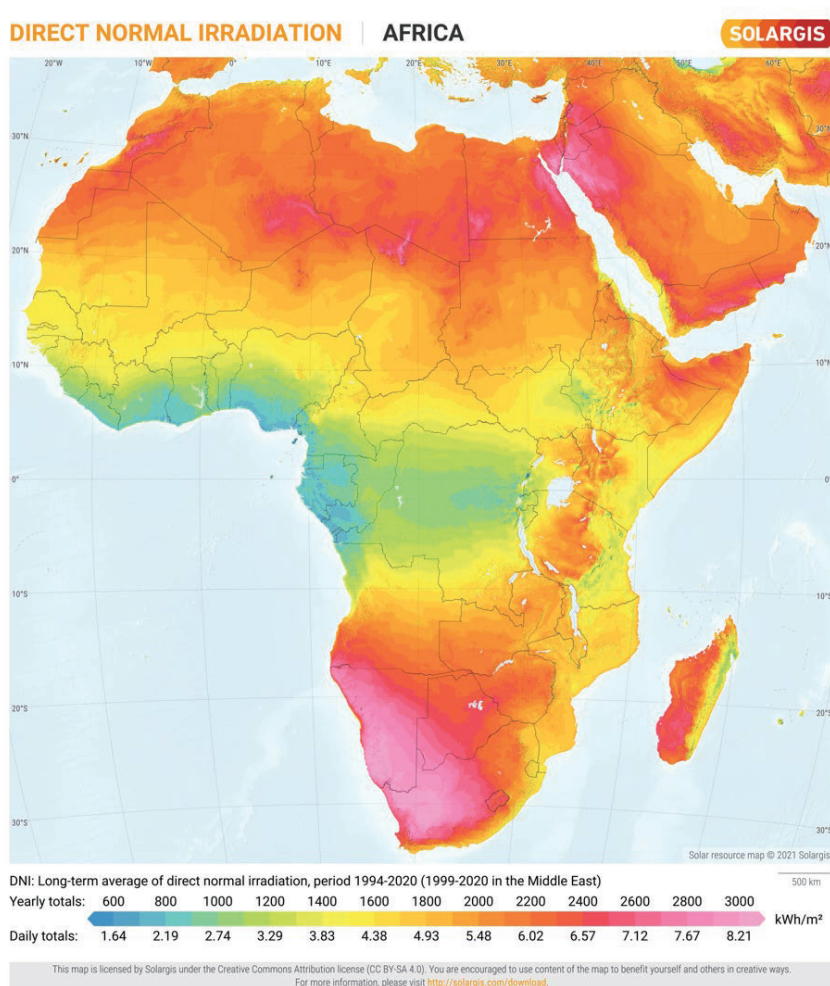 DIRECT NORMAL IRRADIATION | AFRICA
SOLARGIS
20°W 10°W 0° 10°E 20°E 30°E 40°E 50°E 60°E
30°N 30°N
20°N 20°N
10°N 10°N
0° 0°
10°S 10°S
20°S 20°S
30°S 30°S
Solar resource map © 2021 Solargis
DNI: Long-term average of direct normal irradiation, period 1994-2020 (1999-2020 in the Middle East)
500 km
Yearly totals: 600 800 1000 1200 1400 1600 1800 2000 2200 2400 2600 2800 3000
kWh/m²
Daily totals: 1.64 2.19 2.74 3.29 3.83 4.38 4.93 5.48 6.02 6.57 7.12 7.67 8.21
This map is licensed by Solargis under the Creative Commons Attribution license (CC BY-SA 4.0). You are encouraged to use content of the map to benefit yourself and others in creative ways.
For more information, please visit http://solargis.com/download.